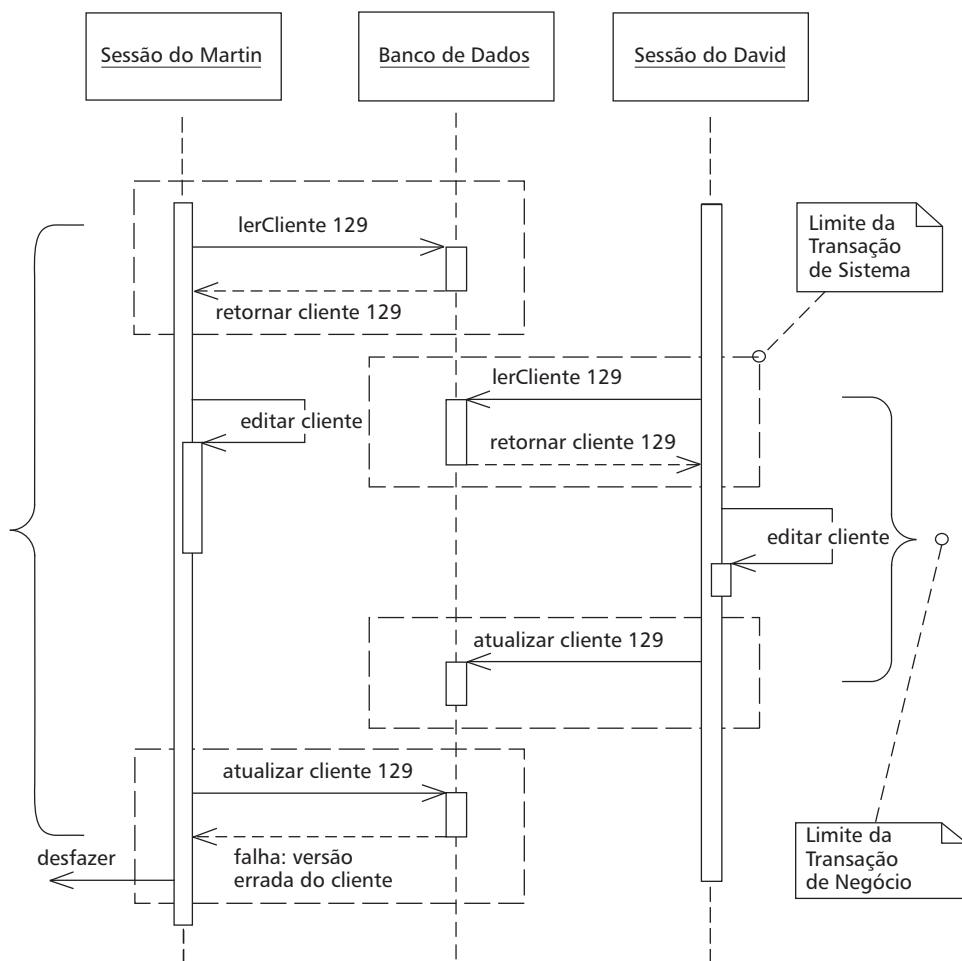 Sessão do Martin
Banco de Dados
Sessão do David
lerCliente 129
Limite da
Transação
de Sistema
retornar cliente 129
lerCliente 129
editar cliente
retornar cliente 129
editar cliente
atualizar cliente 129
atualizar cliente 129
desfazer
falha: versão
errada do cliente
Limite da
Transação
de Negócio